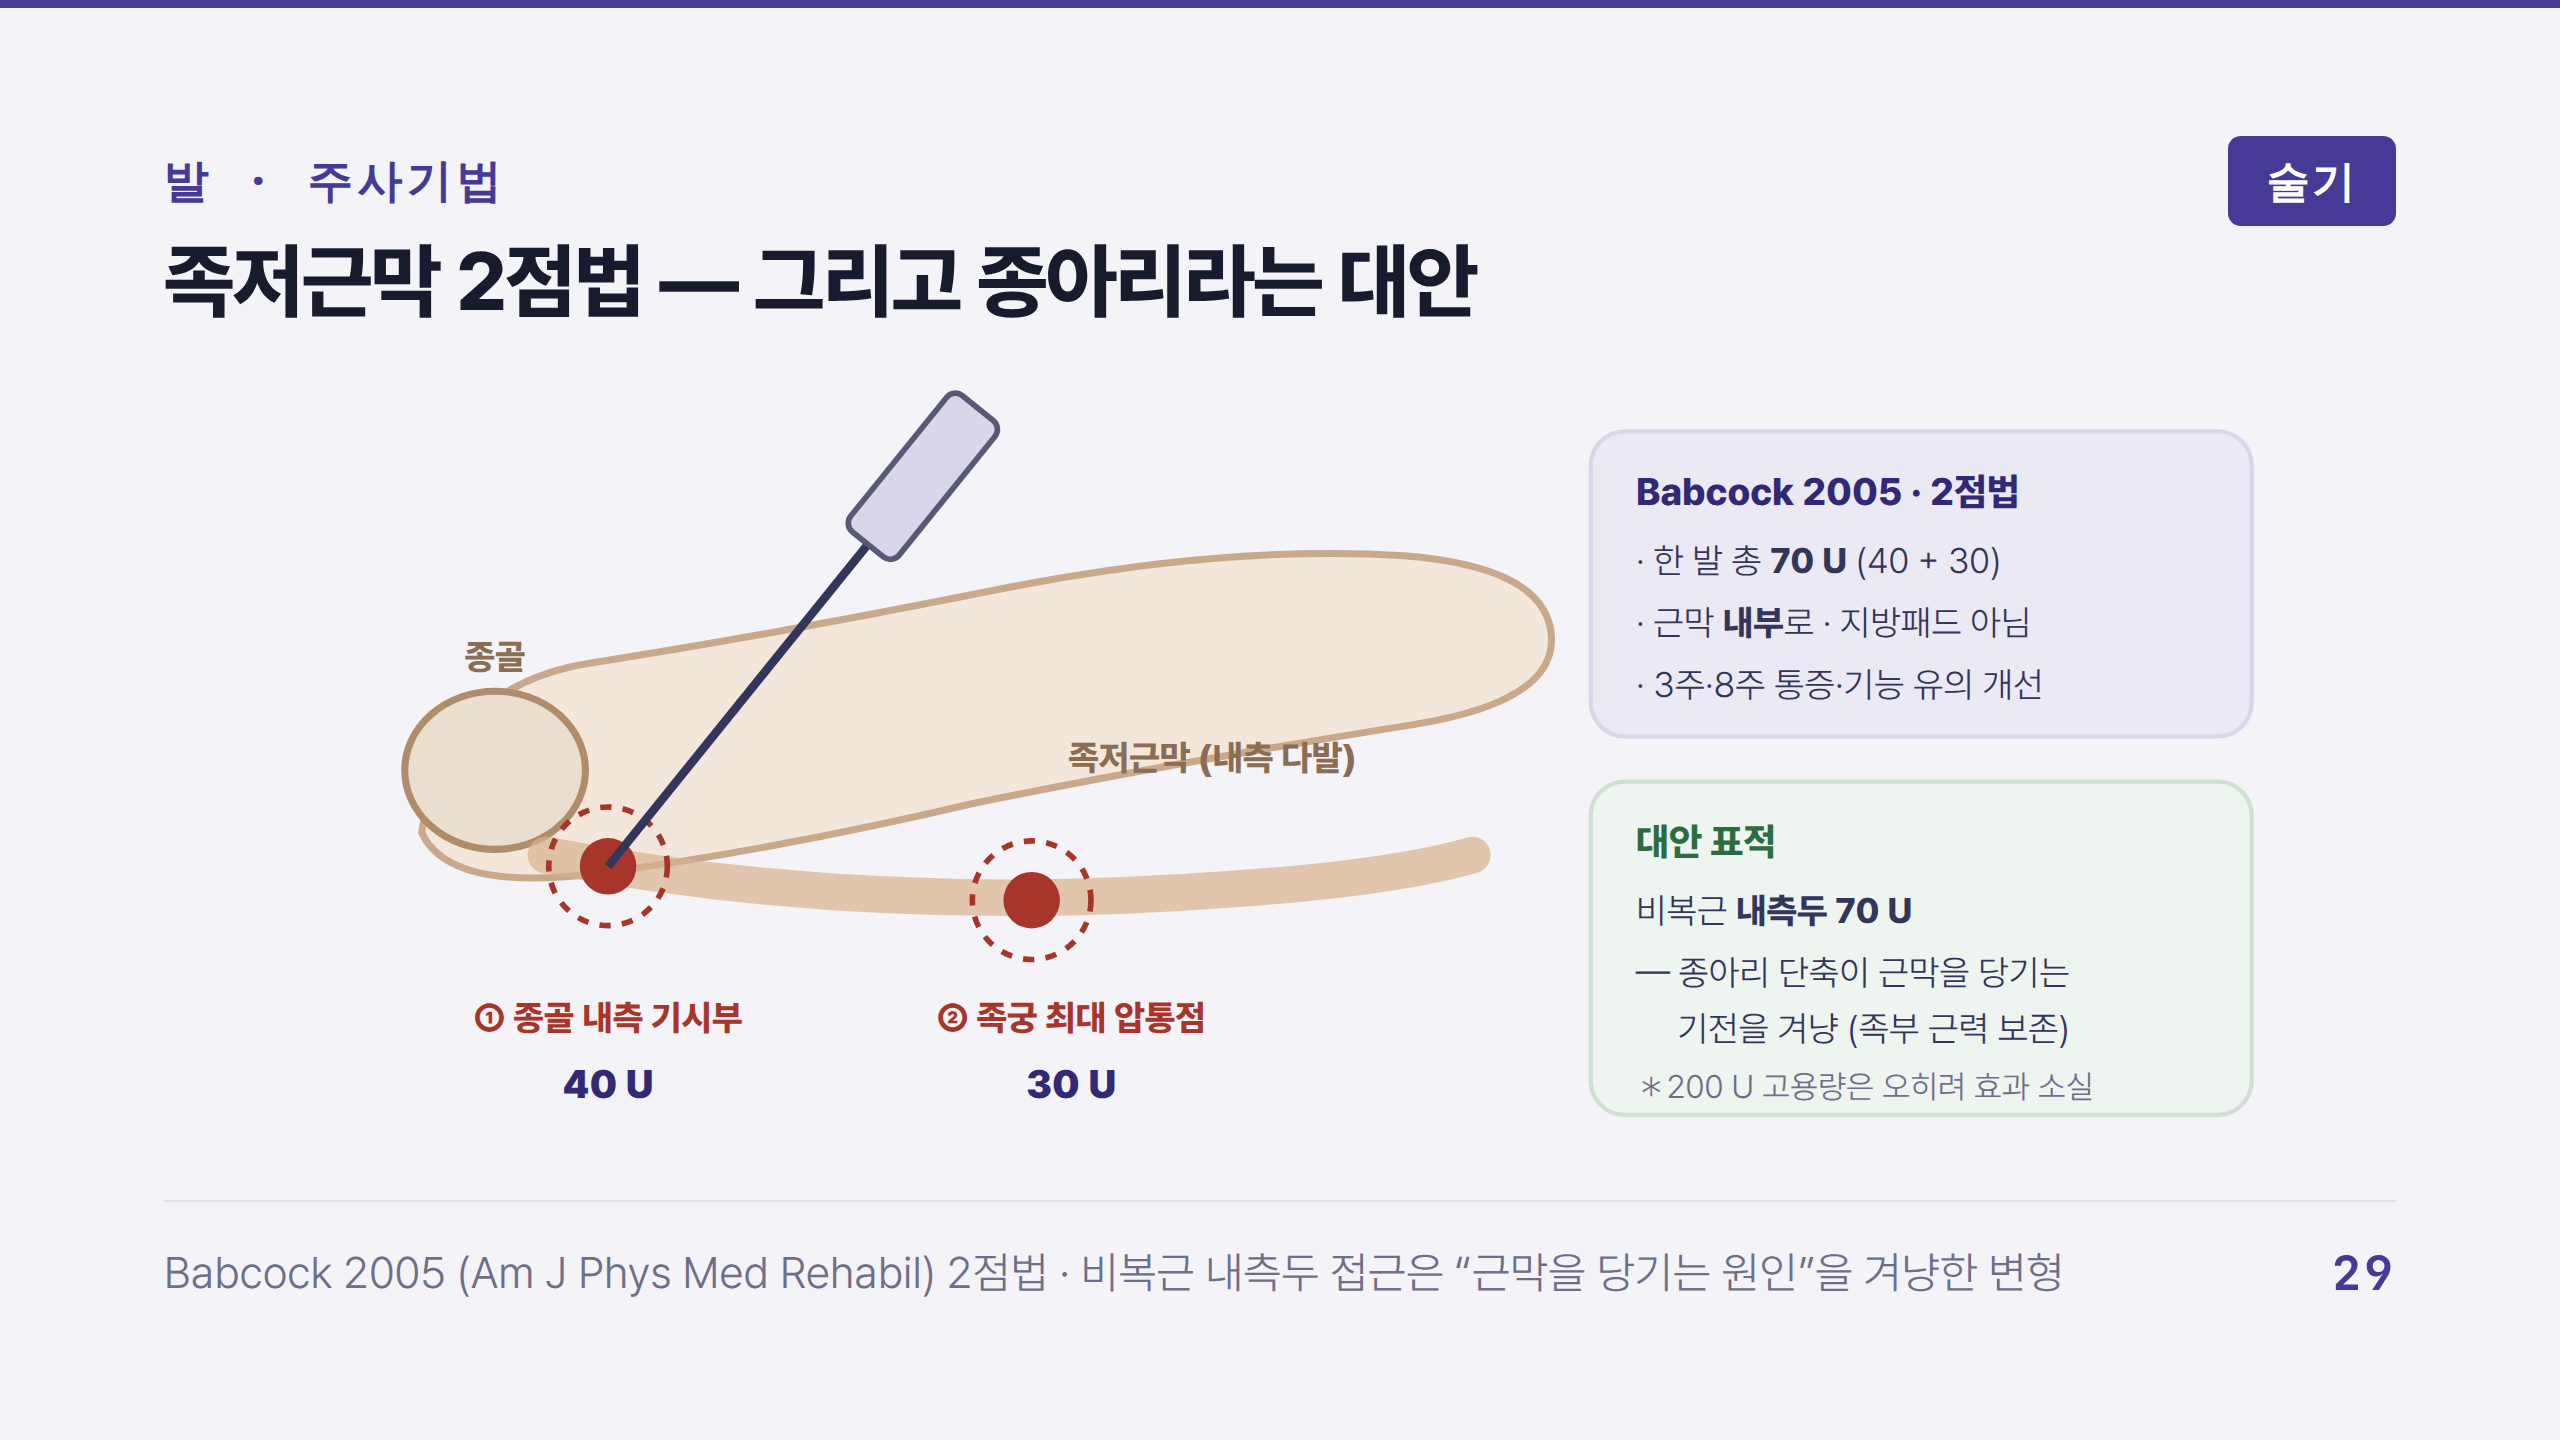 발 · 주사기법
술기
족저근막 2점법 — 그리고 종아리라는 대안
종골
족저근막 (내측 다발)
① 종골 내측 기시부
40 U
② 족궁 최대 압통점
30 U
Babcock 2005 · 2점법
· 한 발 총 70 U (40 + 30)
· 근막 내부로 · 지방패드 아님
· 3주·8주 통증·기능 유의 개선
대안 표적
비복근 내측두 70 U
— 종아리 단축이 근막을 당기는
기전을 겨냥 (족부 근력 보존)
＊200 U 고용량은 오히려 효과 소실
Babcock 2005 (Am J Phys Med Rehabil) 2점법 · 비복근 내측두 접근은 “근막을 당기는 원인”을 겨냥한 변형
29